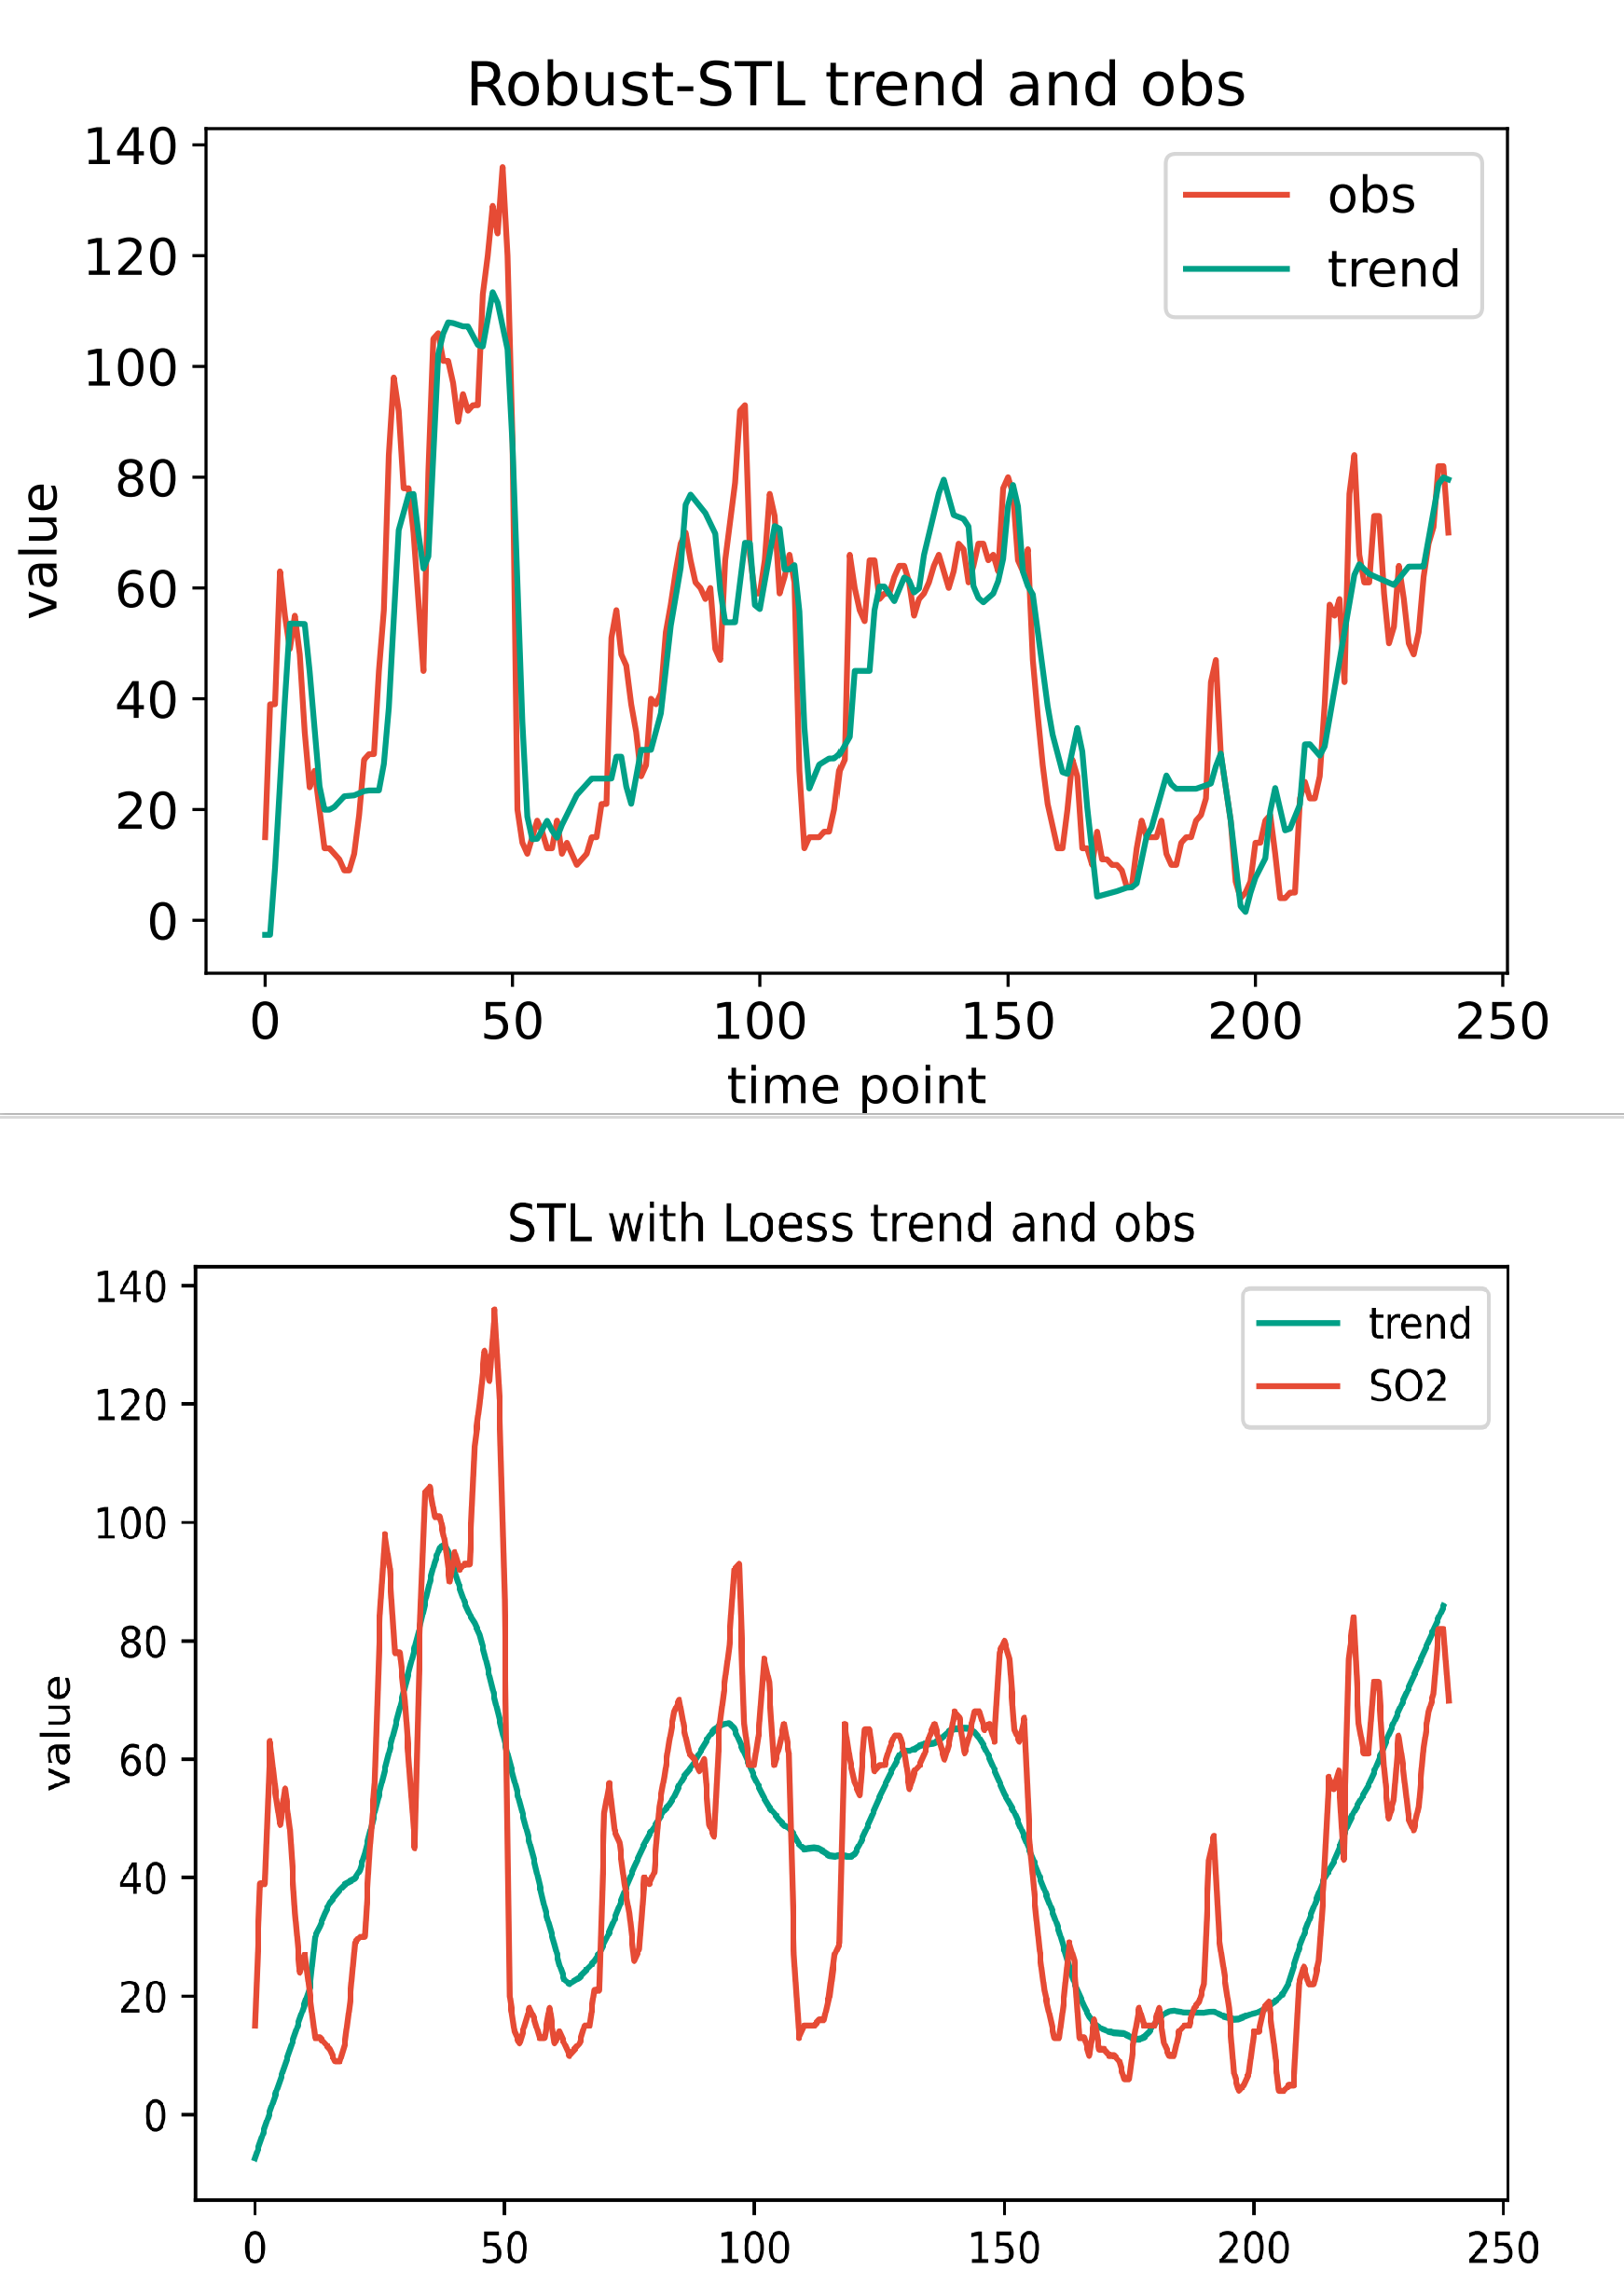 Robust-STL trend and obs
140
120
100
80
60
40
20
0
value
obs
trend
0 50 100 150 200 250
time point
STL with Loess trend and obs
140
120
100
80
60
40
20
0
value
trend
SO2
0 50 100 150 200 250